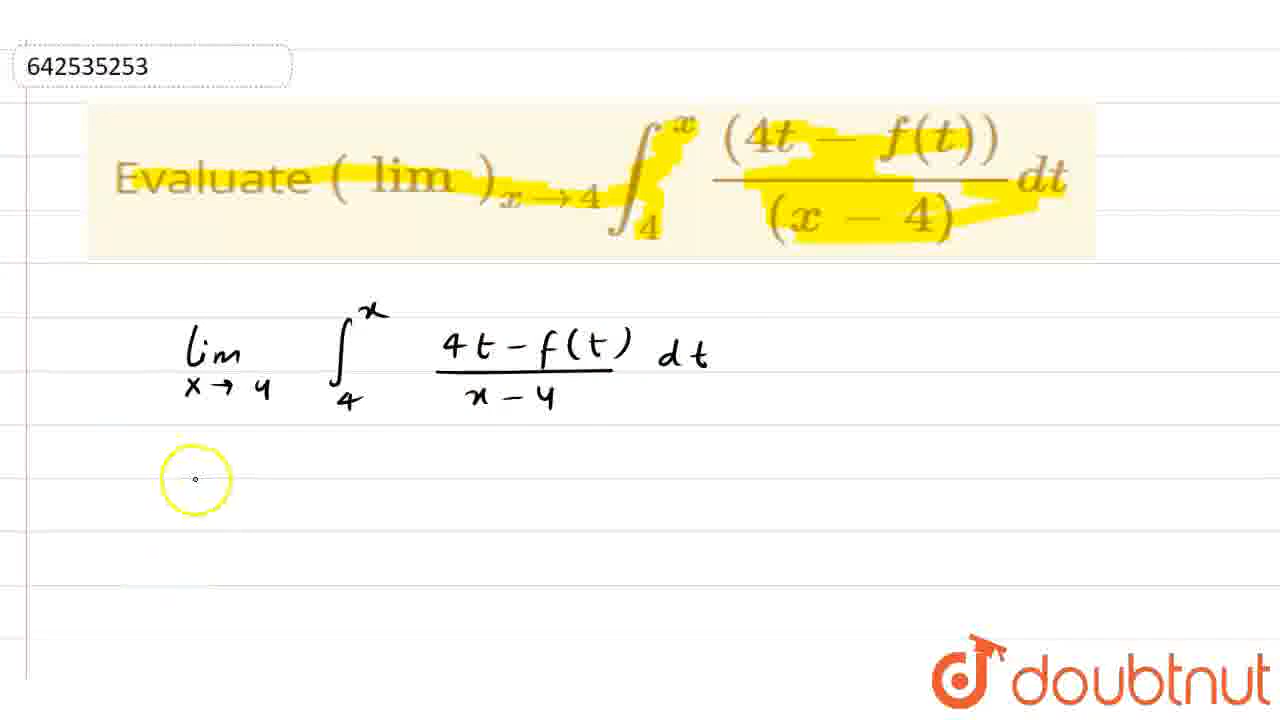 642535253
Evaluate ( lim )_{x→4} ∫_4^x (4t − f(t))/(x − 4) dt
lim_{x→4} ∫_4^x (4t − f(t))/(x − 4) dt
doubtnut